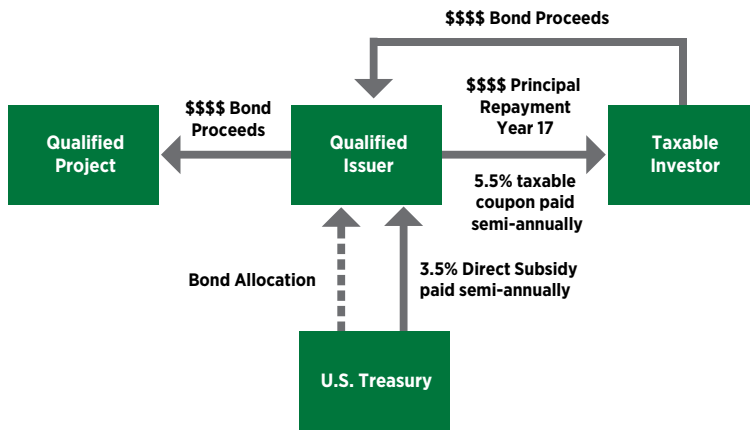 $$$$ Bond Proceeds
$$$$ Bond
Proceeds
$$$$ Principal
Repayment
Year 17
Qualified
Project
Qualified
Issuer
Taxable
Investor
5.5% taxable
coupon paid
semi-annually
Bond Allocation
3.5% Direct Subsidy
paid semi-annually
U.S. Treasury